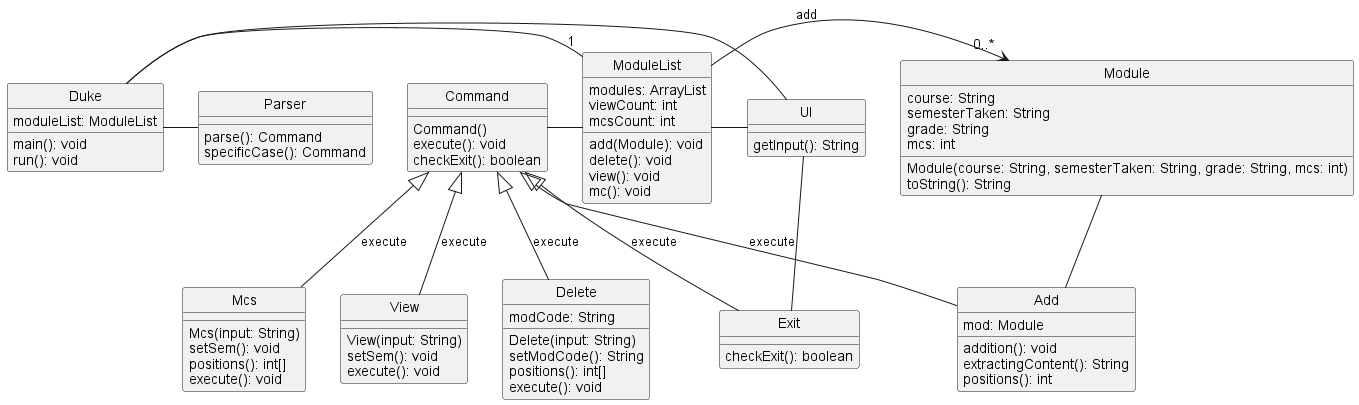 add
1
0..*
Duke
moduleList: ModuleList
main(): void
run(): void
Parser
parse(): Command
specificCase(): Command
Command
Command()
execute(): void
checkExit(): boolean
ModuleList
modules: ArrayList
viewCount: int
mcsCount: int
add(Module): void
delete(): void
view(): void
mc(): void
UI
getInput(): String
Module
course: String
semesterTaken: String
grade: String
mcs: int
Module(course: String, semesterTaken: String, grade: String, mcs: int)
toString(): String
execute
execute
execute
execute
execute
Mcs
Mcs(input: String)
setSem(): void
positions(): int[]
execute(): void
View
View(input: String)
setSem(): void
execute(): void
Delete
modCode: String
Delete(input: String)
setModCode(): String
positions(): int[]
execute(): void
Exit
checkExit(): boolean
Add
mod: Module
addition(): void
extractingContent(): String
positions(): int